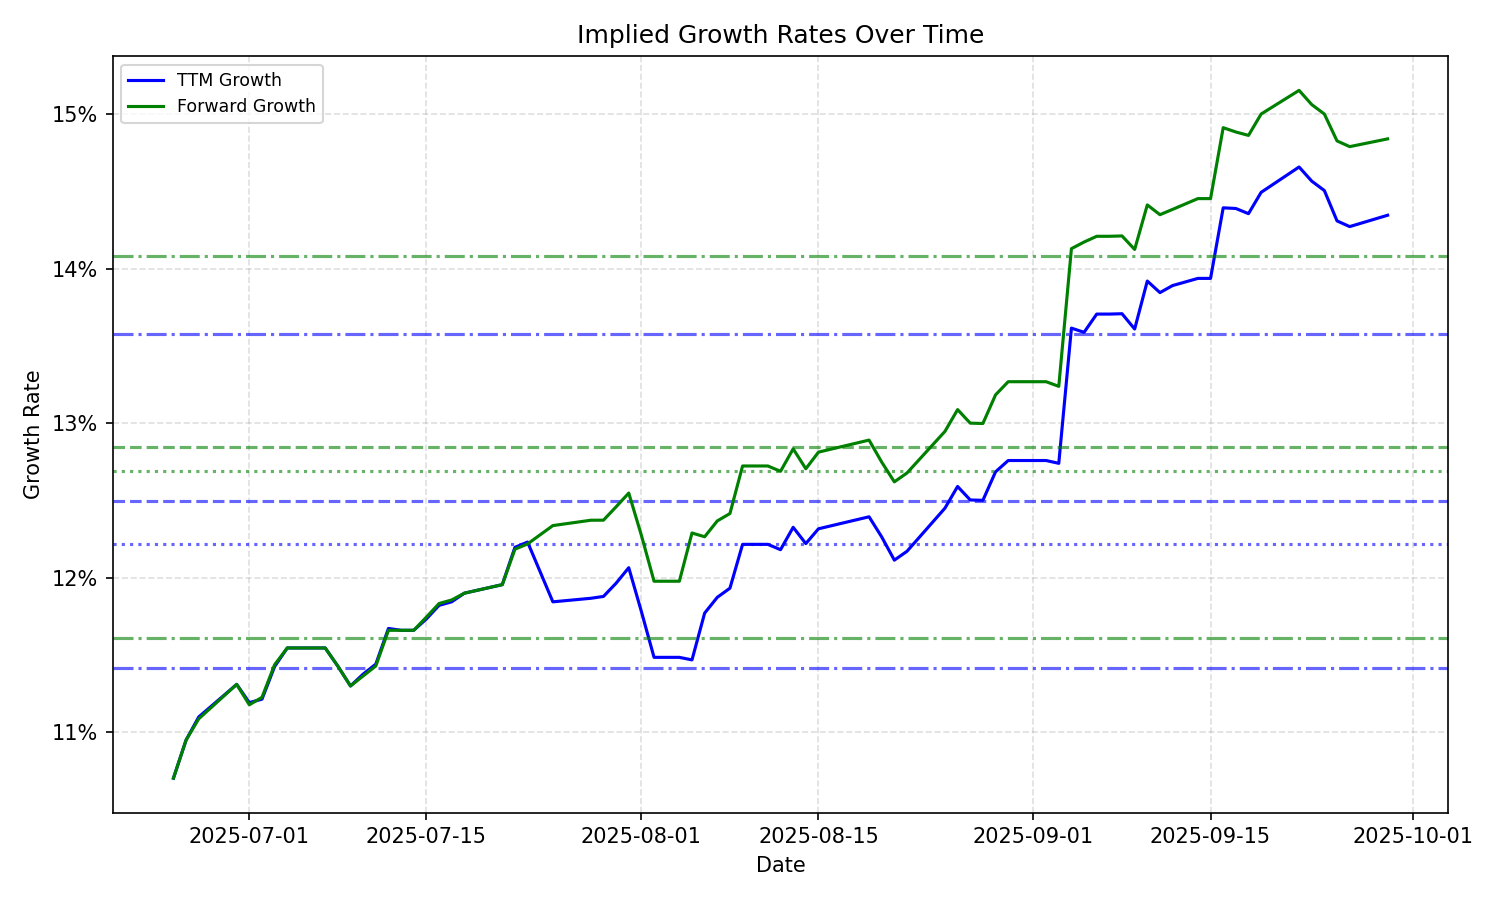 Implied Growth Rates Over Time
TTM Growth
Forward Growth
15%
14%
13%
12%
11%
Growth Rate
2025-07-01 2025-07-15 2025-08-01 2025-08-15 2025-09-01 2025-09-15 2025-10-01
Date